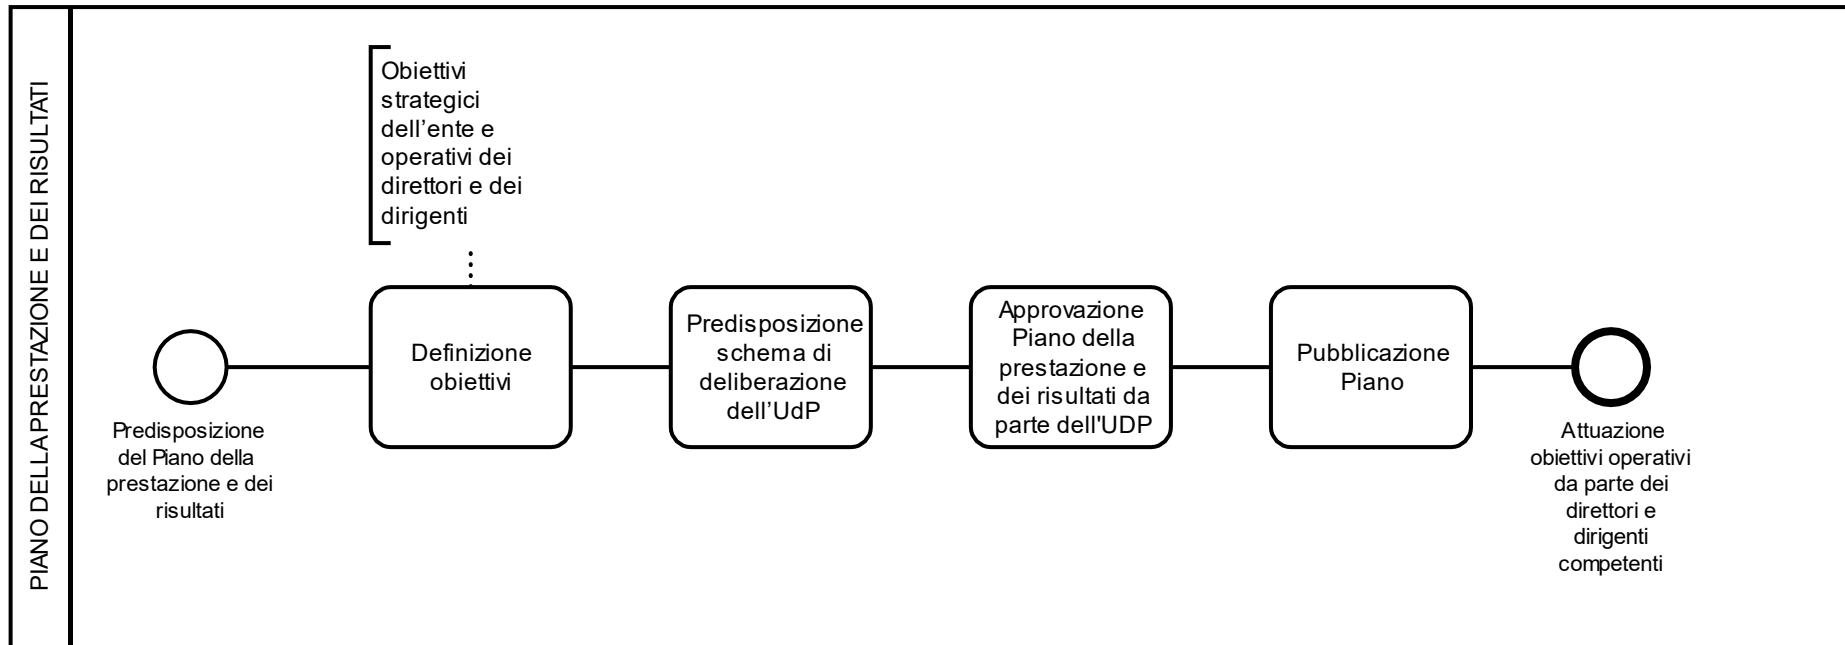 PIANO DELLA PRESTAZIONE E DEI RISULTATI
Obiettivi
strategici
dell’ente e
operativi dei
direttori e dei
dirigenti
Predisposizione
del Piano della
prestazione e dei
risultati
Definizione
obiettivi
Predisposizione
schema di
deliberazione
dell’UdP
Approvazione
Piano della
prestazione e
dei risultati da
parte dell'UDP
Pubblicazione
Piano
Attuazione
obiettivi operativi
da parte dei
direttori e
dirigenti
competenti